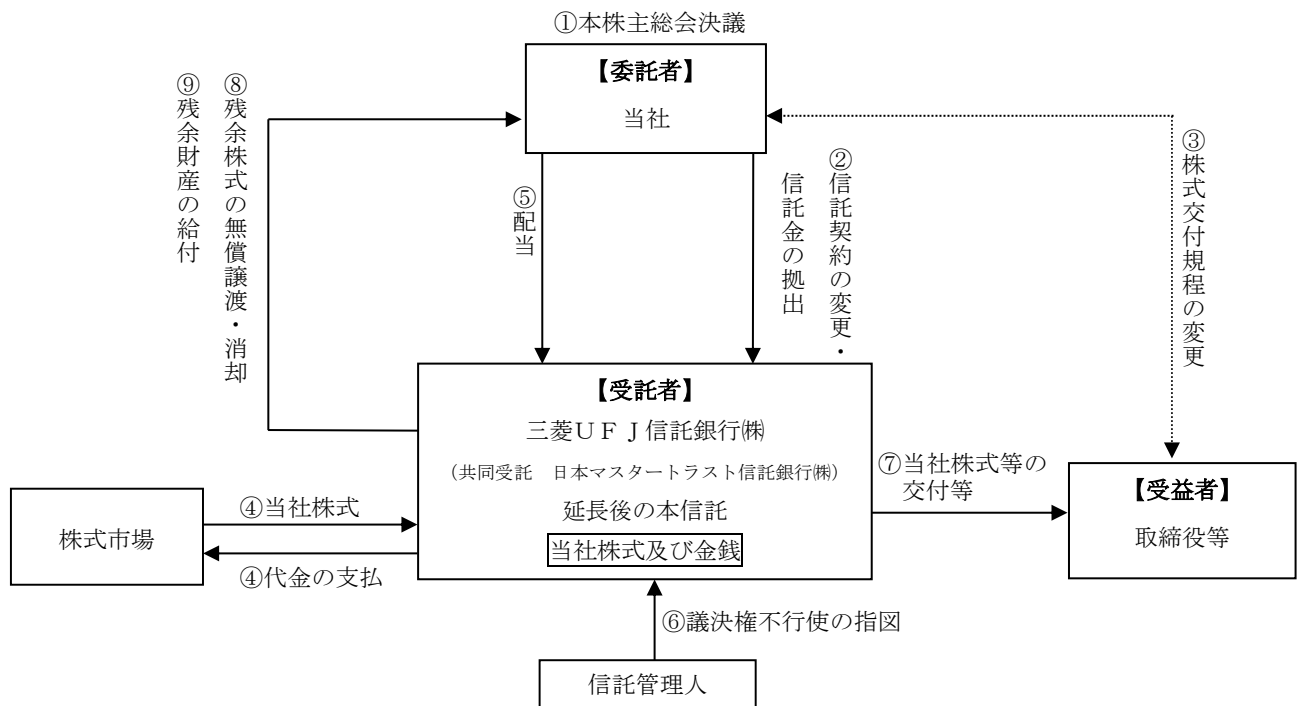 ①本株主総会決議
【委託者】
当社
⑨残余財産の給付
⑧残余株式の無償譲渡・消却
⑤配当
②信託契約の変更・
信託金の拠出
③株式交付規程の変更
【受託者】
三菱ＵＦＪ信託銀行㈱
(共同受託　日本マスタートラスト信託銀行㈱)
延長後の本信託
当社株式及び金銭
株式市場
④当社株式
④代金の支払
⑦当社株式等の
交付等
【受益者】
取締役等
⑥議決権不行使の指図
信託管理人